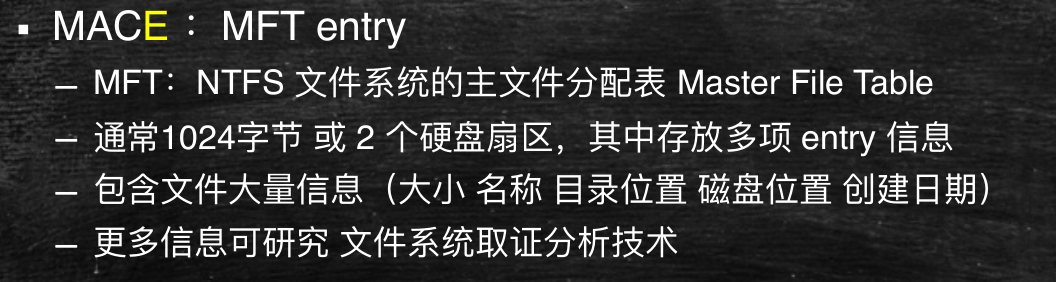 ▪ MACE： MFT entry
– MFT：NTFS 文件系统的主文件分配表 Master File Table
– 通常1024字节 或 2 个硬盘扇区，其中存放多项 entry 信息
– 包含文件大量信息（大小 名称 目录位置 磁盘位置 创建日期）
– 更多信息可研究 文件系统取证分析技术